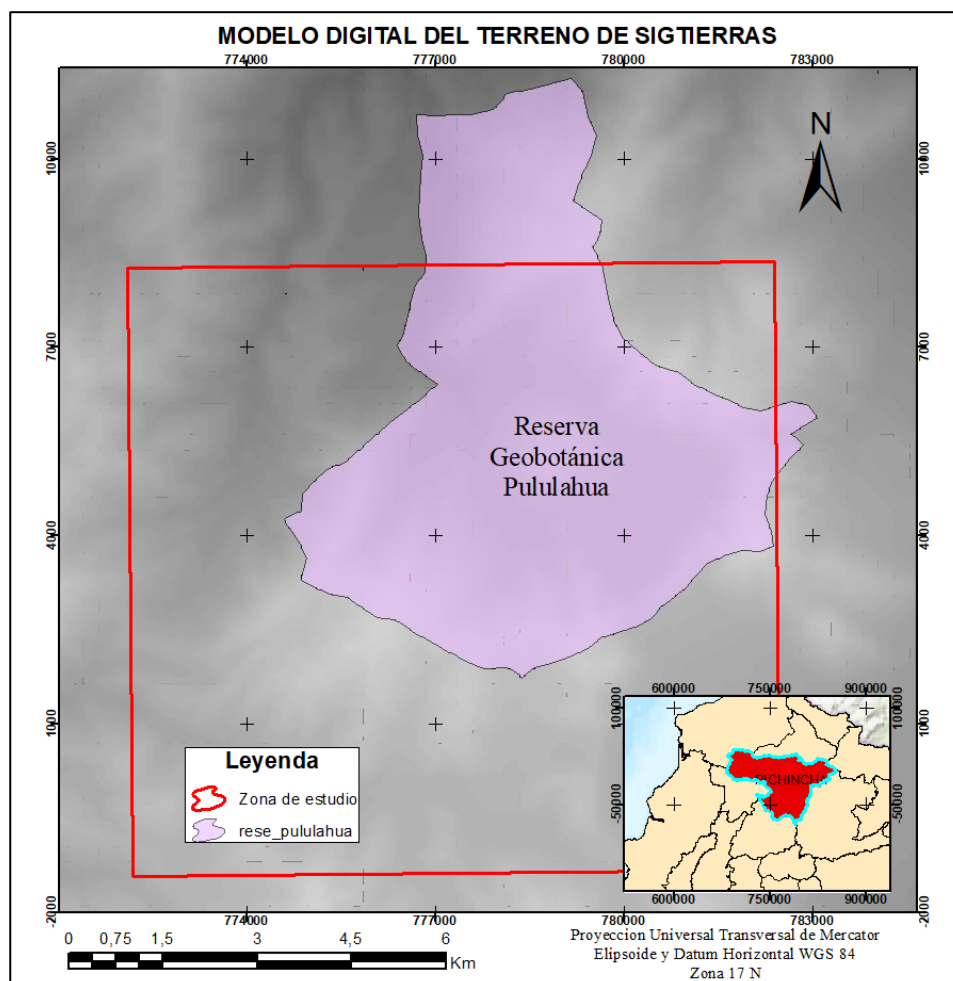 MODELO DIGITAL DEL TERRENO DE SIGTIERRAS
774000 777000 780000 783000
N
10000 10000
7000 7000
Reserva
Geobotánica
Pululahua
4000 4000
1000 1000
-2000 -2000
Leyenda
Zona de estudio
rese_pululahua
600000 750000 900000
100000 100000
PICHINCHA
-50000 -50000
600000 750000 900000
774000 777000 780000 783000
0 0,75 1,5 3 4,5 6
Km
Proyeccion Universal Transversal de Mercator
Elipsoide y Datum Horizontal WGS 84
Zona 17 N